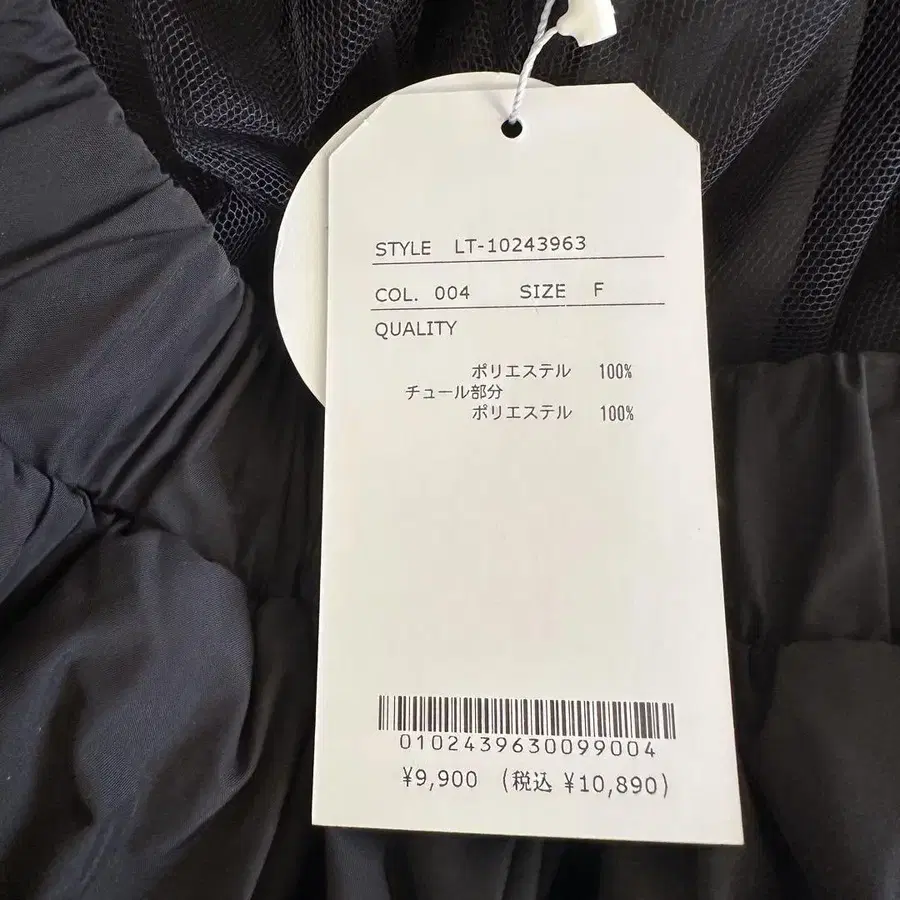 STYLE LT-10243963
COL. 004 SIZE F
QUALITY
ポリエステル 100%
チュール部分
ポリエステル 100%
0102439630099004
¥9,900 (税込 ¥10,890)